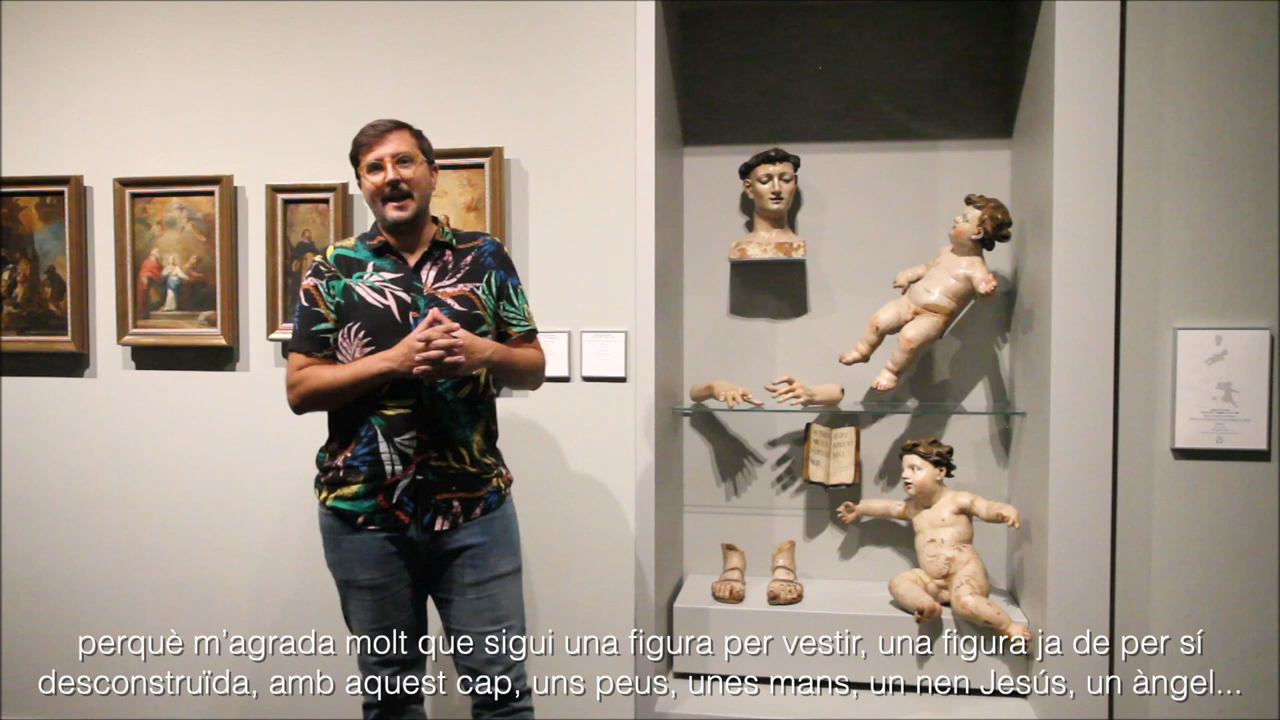 perquè m'agrada molt que sigui una figura per vestir, una figura ja de per sí
desconstruïda, amb aquest cap, uns peus, unes mans, un nen Jesús, un àngel...